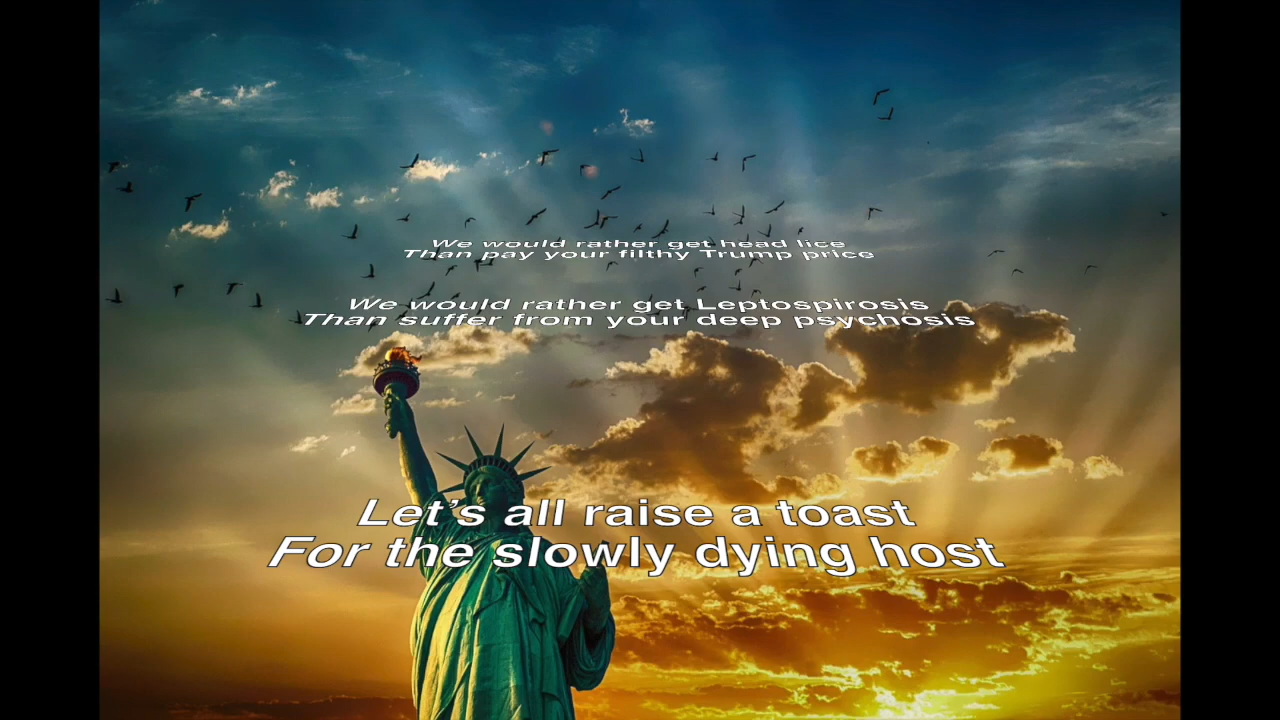 We would rather get head lice
Than pay your filthy Trump price
We would rather get Leptospirosis
Than suffer from your deep psychosis
Let’s all raise a toast
For the slowly dying host